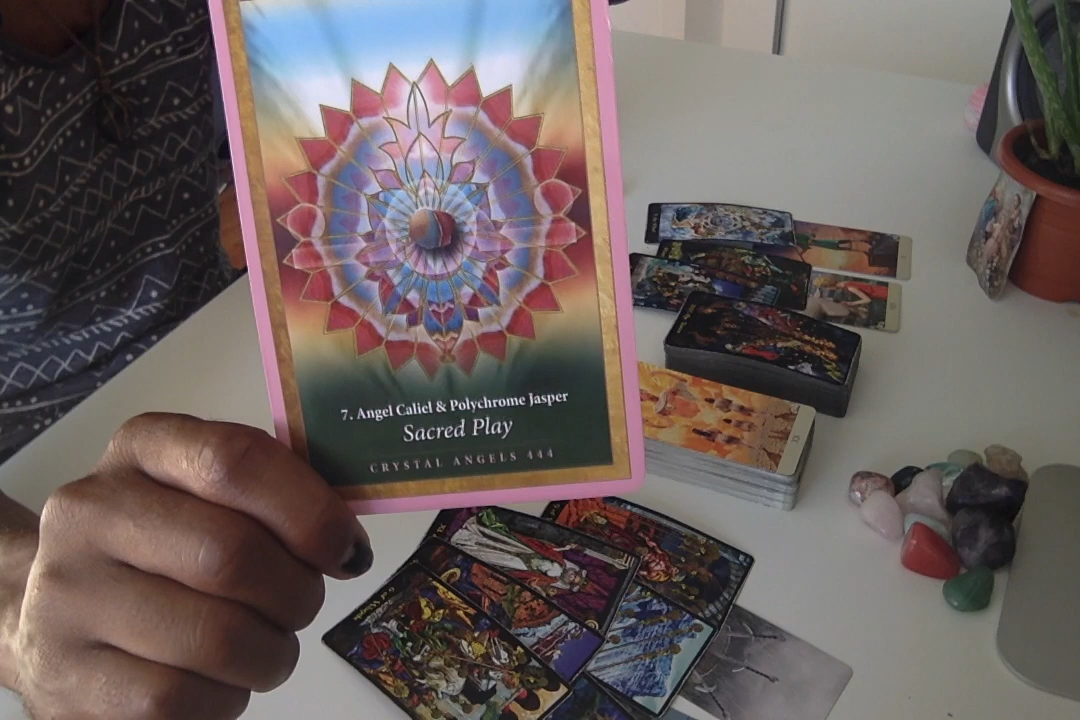 7. Angel Caliel & Polychrome Jasper
Sacred Play
CRYSTAL ANGELS 444